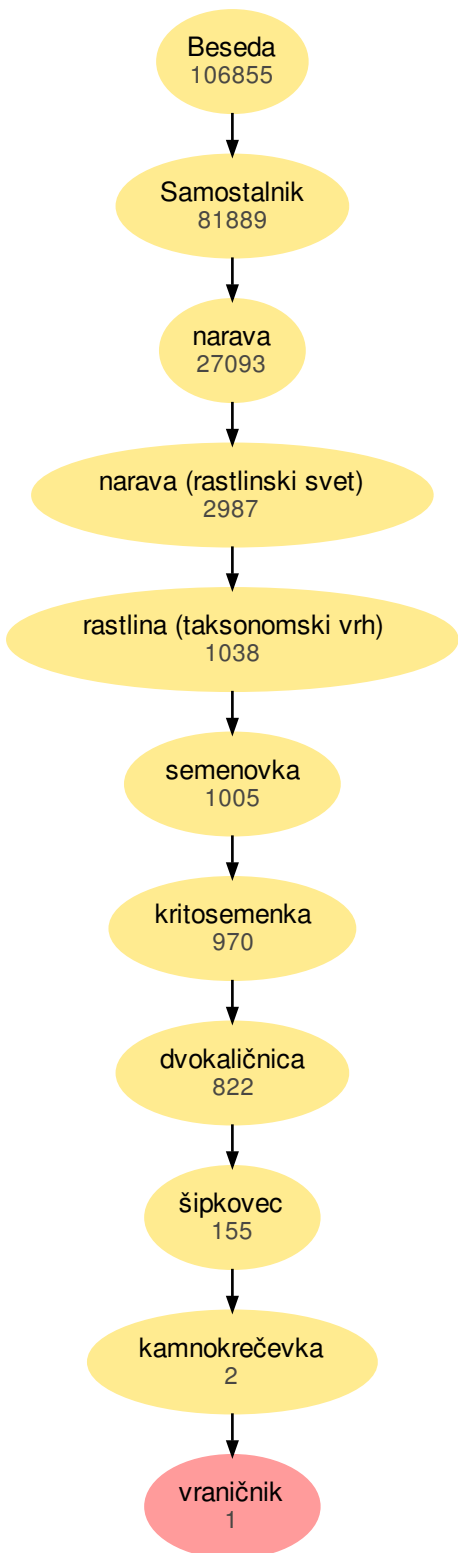 Beseda
106855
Samostalnik
81889
narava
27093
narava (rastlinski svet)
2987
rastlina (taksonomski vrh)
1038
semenovka
1005
kritosemenka
970
dvokaličnica
822
šipkovec
155
kamnokrečevka
2
vraničnik
1